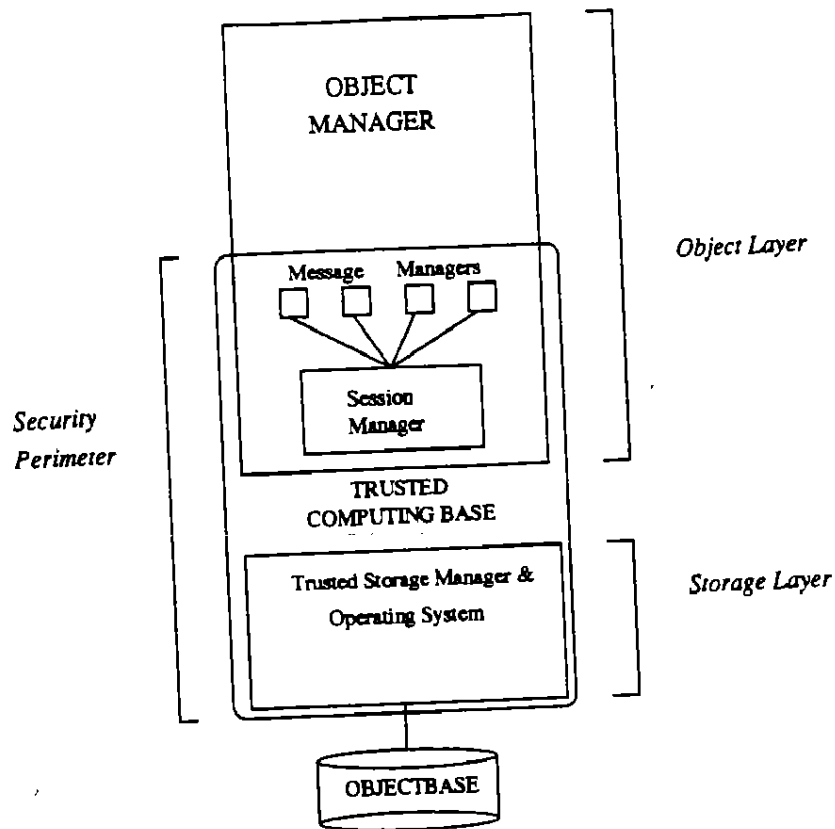 OBJECT
MANAGER
Object Layer
Message Managers
Session
Manager
Security
Perimeter
TRUSTED
COMPUTING BASE
Trusted Storage Manager &
Operating System
Storage Layer
OBJECTBASE